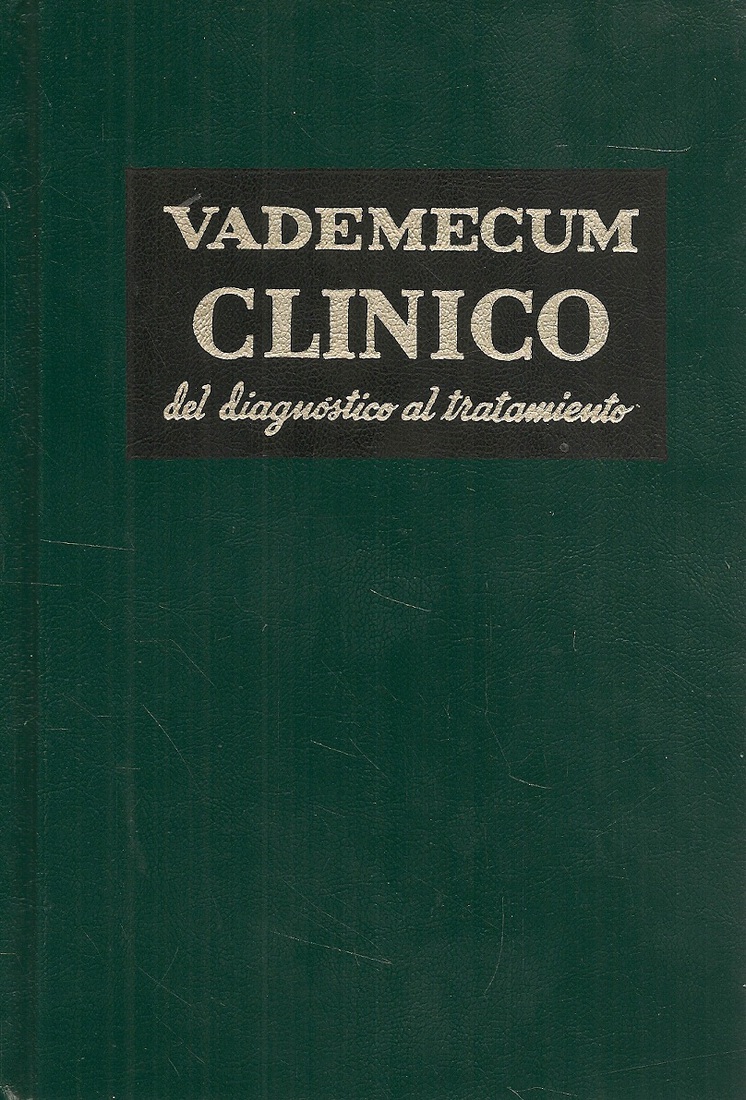 VADEMECUM
CLINICO
del diagnóstico al tratamiento